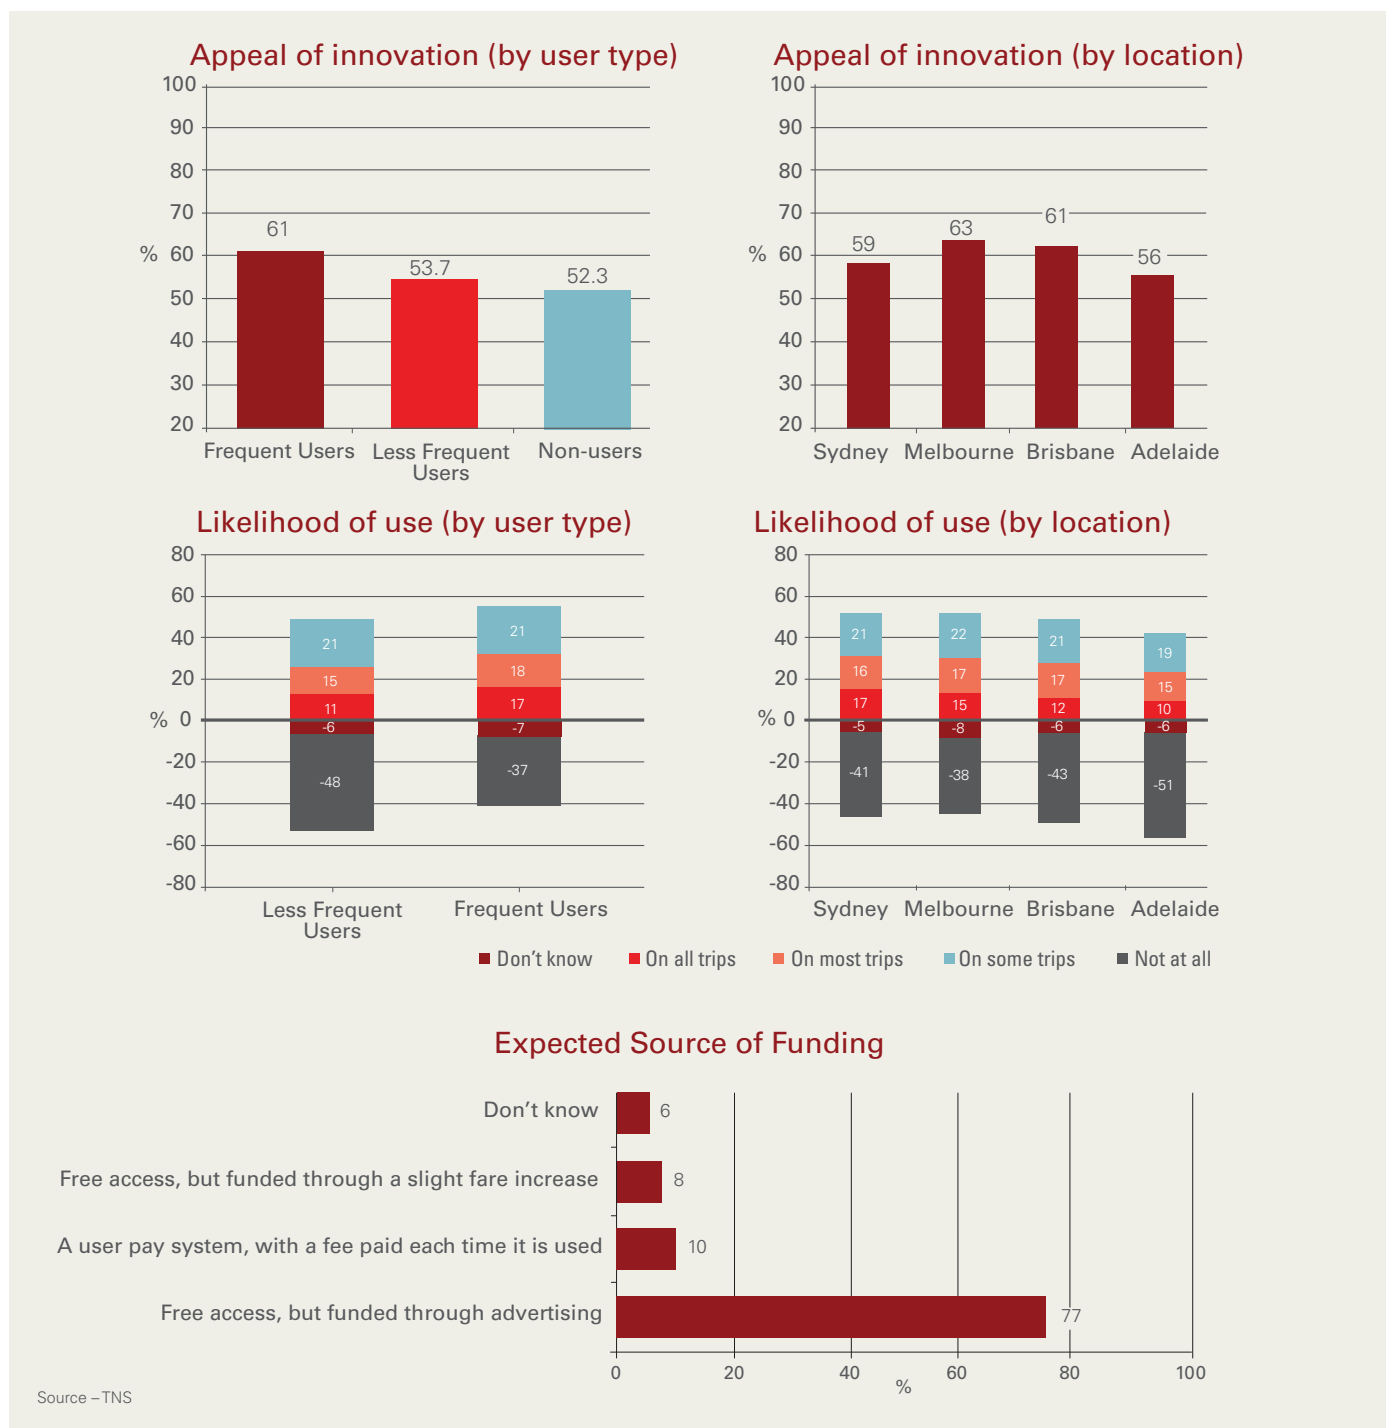 Appeal of innovation (by user type)
100
90
80
70
% 60
50
40
30
20
61
53.7
52.3
Frequent Users
Less Frequent
Users
Non-users
Appeal of innovation (by location)
100
90
80
70
% 60
50
40
30
20
59
63
61
56
Sydney
Melbourne
Brisbane
Adelaide
Likelihood of use (by user type)
80
60
40
20
% 0
-20
-40
-60
-80
21
15
11
-6
-48
21
18
17
-7
-37
Less Frequent
Users
Frequent Users
Likelihood of use (by location)
80
60
40
20
% 0
-20
-40
-60
-80
21
16
17
-5
-41
22
17
15
-8
-38
21
17
12
-6
-43
19
15
10
-6
-51
Sydney
Melbourne
Brisbane
Adelaide
Don't know
On all trips
On most trips
On some trips
Not at all
Expected Source of Funding
Don't know
6
Free access, but funded through a slight fare increase
8
A user pay system, with a fee paid each time it is used
10
Free access, but funded through advertising
77
0
20
40
60
80
100
%
Source – TNS